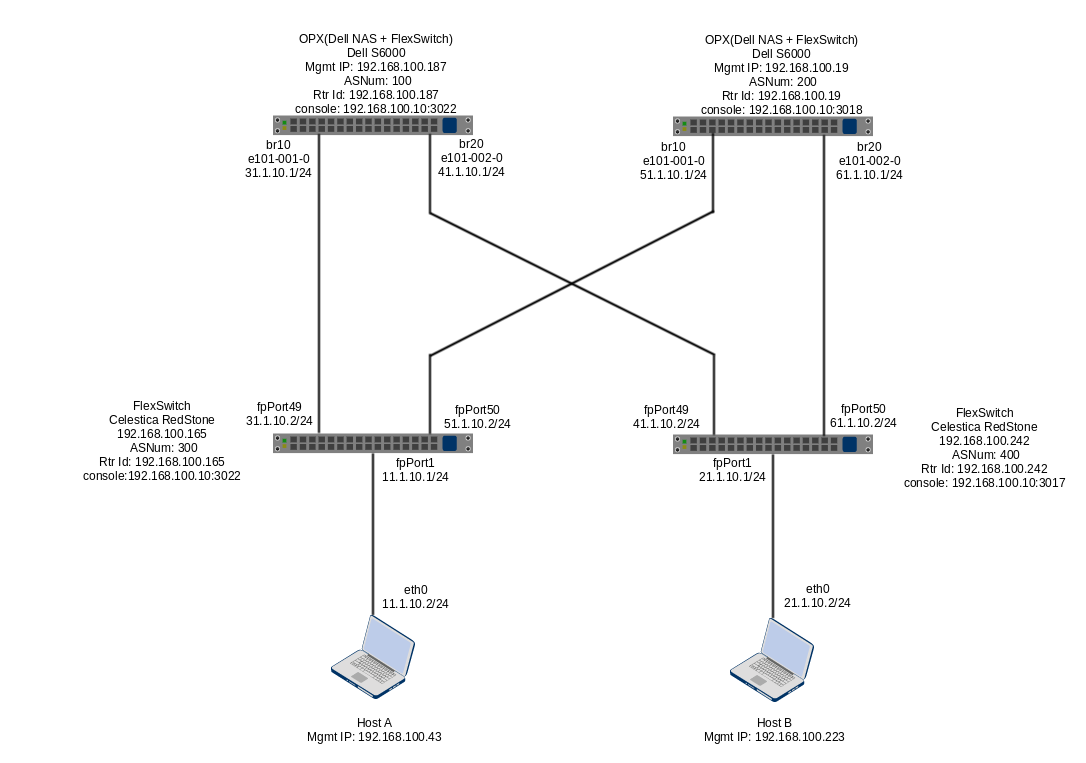 OPX(Dell NAS + FlexSwitch)
Dell S6000
Mgmt IP: 192.168.100.187
ASNum: 100
Rtr Id: 192.168.100.187
console: 192.168.100.10:3022
OPX(Dell NAS + FlexSwitch)
Dell S6000
Mgmt IP: 192.168.100.19
ASNum: 200
Rtr Id: 192.168.100.19
console: 192.168.100.10:3018
br10
e101-001-0
31.1.10.1/24
br20
e101-002-0
41.1.10.1/24
br10
e101-001-0
51.1.10.1/24
br20
e101-002-0
61.1.10.1/24
FlexSwitch
Celestica RedStone
192.168.100.165
ASNum: 300
Rtr Id: 192.168.100.165
console:192.168.100.10:3022
fpPort49
31.1.10.2/24
fpPort50
51.1.10.2/24
fpPort49
41.1.10.2/24
fpPort50
61.1.10.2/24
FlexSwitch
Celestica RedStone
192.168.100.242
ASNum: 400
Rtr Id: 192.168.100.242
console: 192.168.100.10:3017
fpPort1
11.1.10.1/24
fpPort1
21.1.10.1/24
eth0
11.1.10.2/24
eth0
21.1.10.2/24
Host A
Mgmt IP: 192.168.100.43
Host B
Mgmt IP: 192.168.100.223